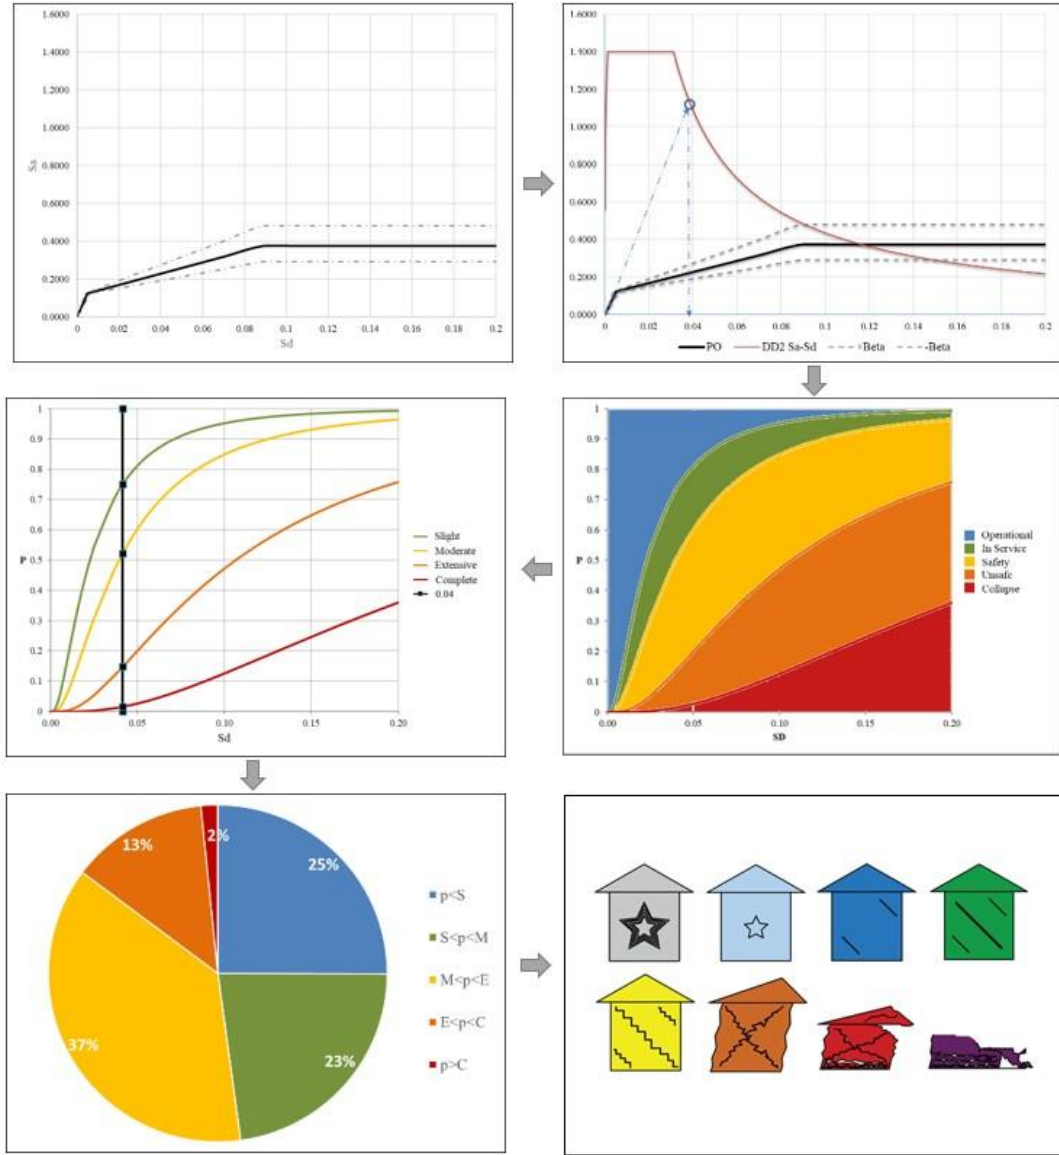 1.6000
1.4000
1.2000
1.0000
0.8000
0.6000
0.4000
0.2000
0.0000
Sa
0 0.02 0.04 0.06 0.08 0.1 0.12 0.14 0.16 0.18 0.2
Sd
1.6000
1.4000
1.2000
1.0000
0.8000
0.6000
0.4000
0.2000
0.0000
0 0.02 0.04 0.06 0.08 0.1 0.12 0.14 0.16 0.18 0.2
PO DD2 Sa-Sd +Beta -Beta
1
0.9
0.8
0.7
0.6
0.5
0.4
0.3
0.2
0.1
0
P
0.00 0.05 0.10 0.15 0.20
Sd
Slight
Moderate
Extensive
Complete
0.04
1
0.9
0.8
0.7
0.6
0.5
0.4
0.3
0.2
0.1
0
P
0.00 0.05 0.10 0.15 0.20
SD
Operational
In Service
Safety
Unsafe
Collapse
2%
13%
25%
37%
23%
p<S
S<p<M
M<p<E
E<p<C
p>C